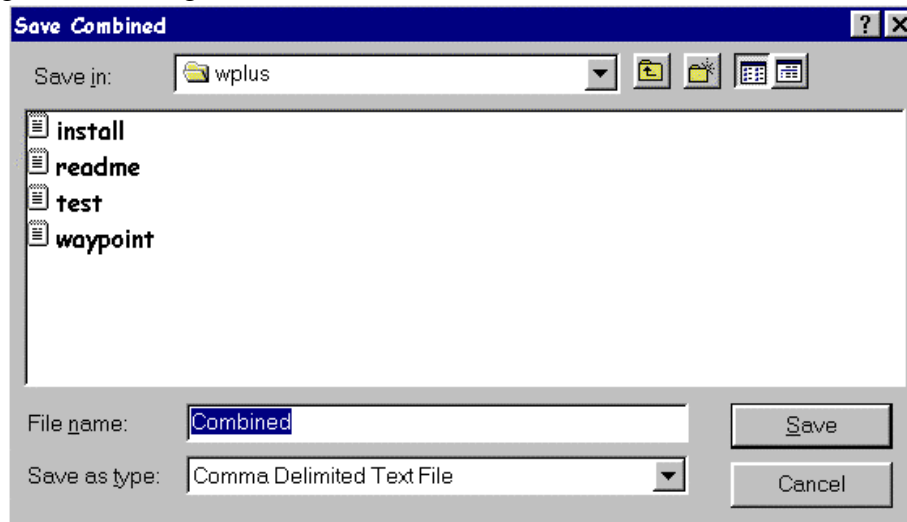 Save Combined
Save in: wplus
install
readme
test
waypoint
File name: Combined Save
Save as type: Comma Delimited Text File Cancel